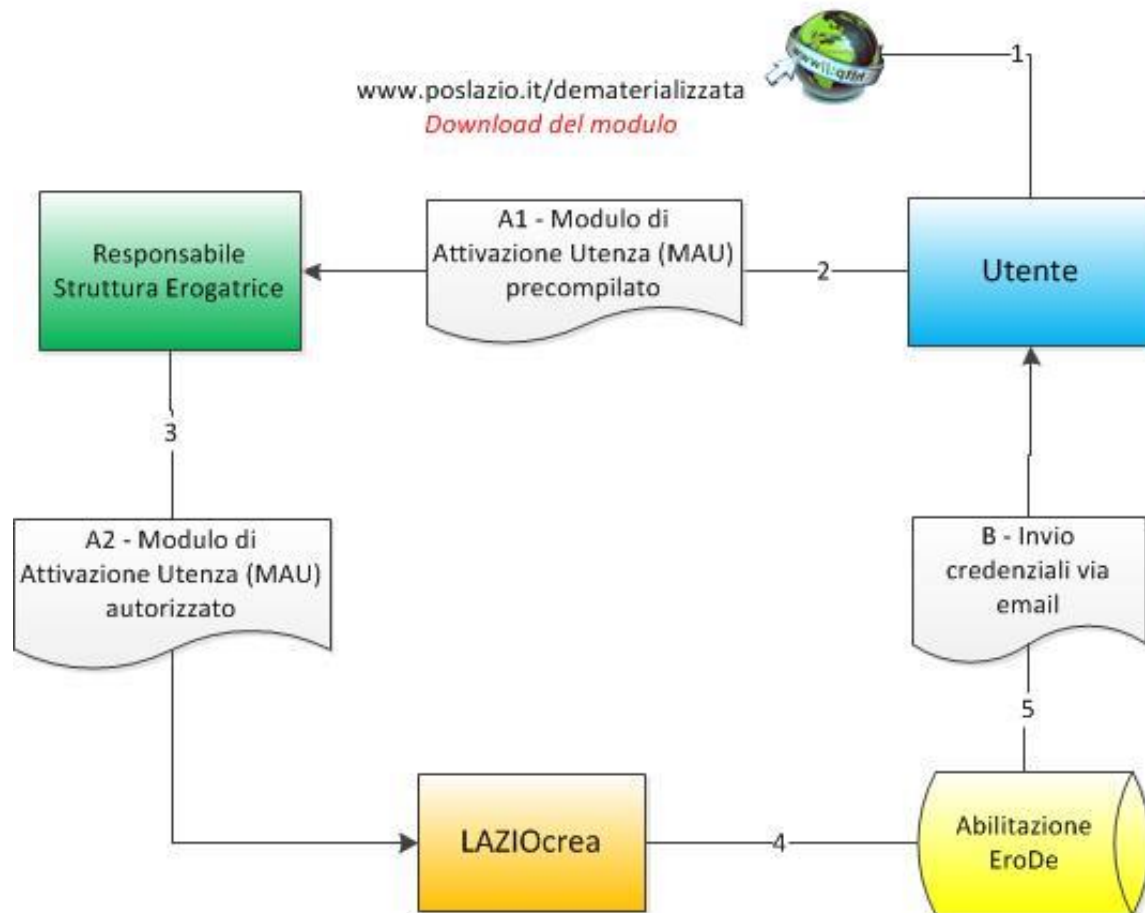 1
www.poslazio.it/dematerializzata
Download del modulo
A1 - Modulo di
Attivazione Utenza (MAU)
precompilato
Responsabile
Struttura Erogatrice
2
Utente
3
A2 - Modulo di
Attivazione Utenza (MAU)
autorizzato
B - Invio
credenziali via
email
5
LAZIOcrea
4
Abilitazione
EroDe